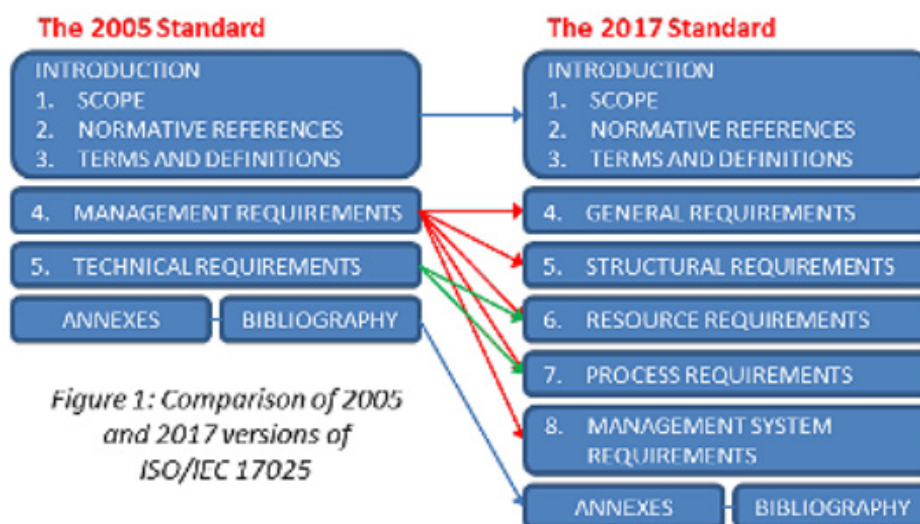 The 2005 Standard
INTRODUCTION
1. SCOPE
2. NORMATIVE REFERENCES
3. TERMS AND DEFINITIONS
4. MANAGEMENT REQUIREMENTS
5. TECHNICAL REQUIREMENTS
ANNEXES
BIBLIOGRAPHY
Figure 1: Comparison of 2005
and 2017 versions of
ISO/IEC 17025
The 2017 Standard
INTRODUCTION
1. SCOPE
2. NORMATIVE REFERENCES
3. TERMS AND DEFINITIONS
4. GENERAL REQUIREMENTS
5. STRUCTURAL REQUIREMENTS
6. RESOURCE REQUIREMENTS
7. PROCESS REQUIREMENTS
8. MANAGEMENT SYSTEM
REQUIREMENTS
ANNEXES
BIBLIOGRAPHY